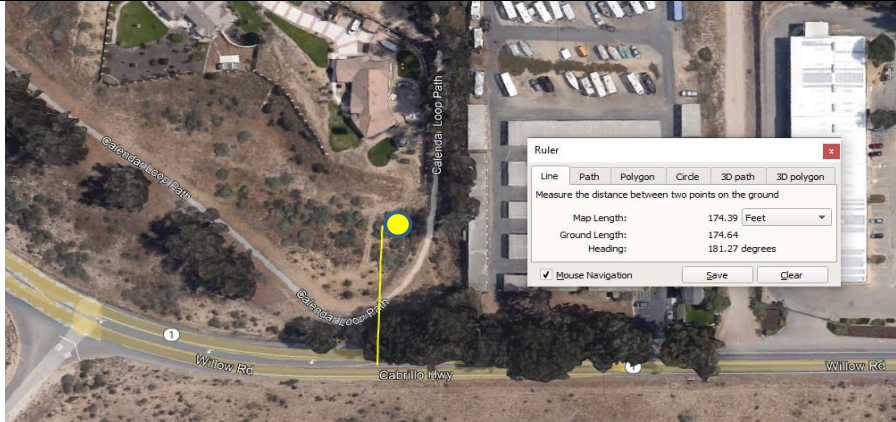 Calendar Loop Path
Calendar Loop Path
Calendar Loop Path
1
Willow Rd
Cabrillo Hwy
Willow Rd
Ruler
x
Line Path Polygon Circle 3D path 3D polygon
Measure the distance between two points on the ground
Map Length: 174.39 Feet
Ground Length: 174.64
Heading: 181.27 degrees
Mouse Navigation Save Clear